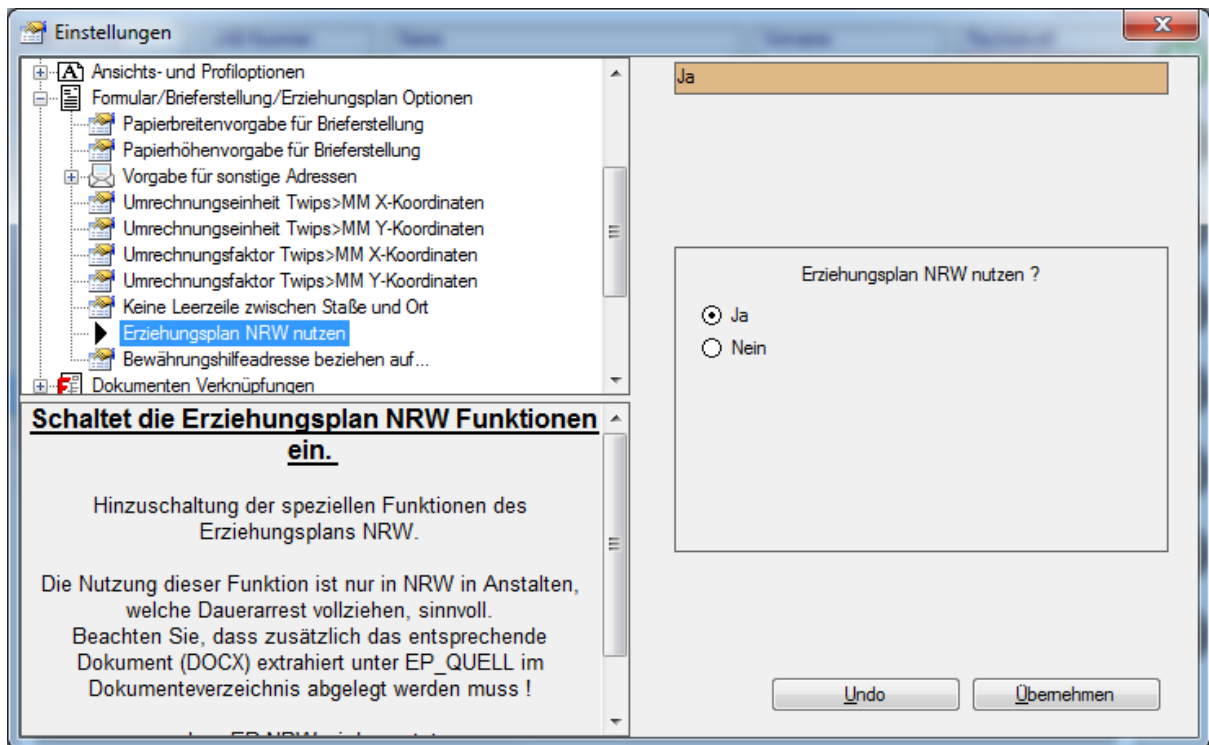 Einstellungen
Ansichts- und Profiloptionen
Formular/Brieferstellung/Erziehungsplan Optionen
Papierbreitenvorgabe für Brieferstellung
Papierhöhenvorgabe für Brieferstellung
Vorgabe für sonstige Adressen
Umrechnungseinheit Twips>MM X-Koordinaten
Umrechnungseinheit Twips>MM Y-Koordinaten
Umrechnungsfaktor Twips>MM X-Koordinaten
Umrechnungsfaktor Twips>MM Y-Koordinaten
Keine Leerzeile zwischen Staße und Ort
Erziehungsplan NRW nutzen
Bewährungshilfeadresse beziehen auf...
Dokumenten Verknüpfungen
Schaltet die Erziehungsplan NRW Funktionen
ein.
Hinzuschaltung der speziellen Funktionen des
Erziehungsplans NRW.
Die Nutzung dieser Funktion ist nur in NRW in Anstalten,
welche Dauerarrest vollziehen, sinnvoll.
Beachten Sie, dass zusätzlich das entsprechende
Dokument (DOCX) extrahiert unter EP_QUELL im
Dokumenteverzeichnis abgelegt werden muss !
Ja
Erziehungsplan NRW nutzen ?
Ja
Nein
Undo
Übernehmen